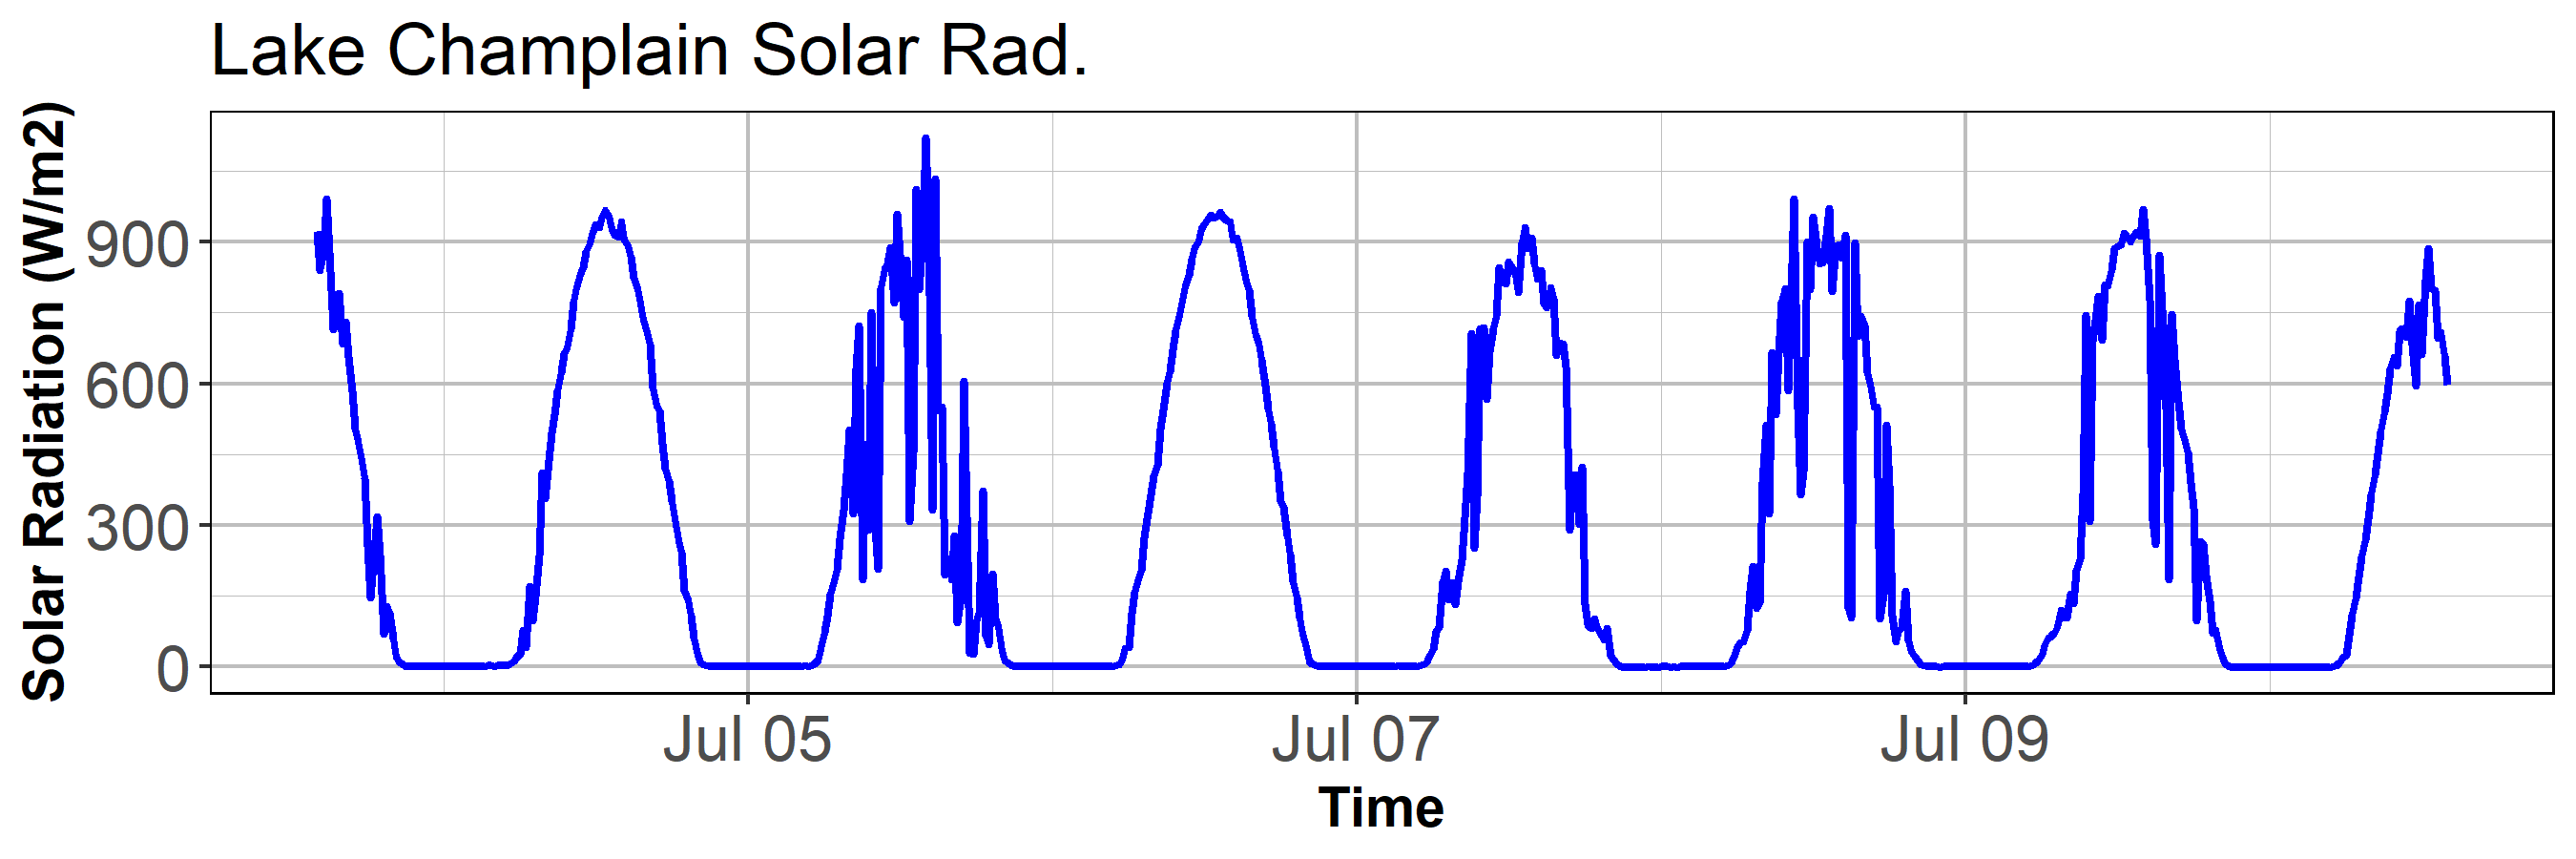 Lake Champlain Solar Rad.
Solar Radiation (W/m2)
900
600
300
0
Jul 05 Jul 07 Jul 09
Time